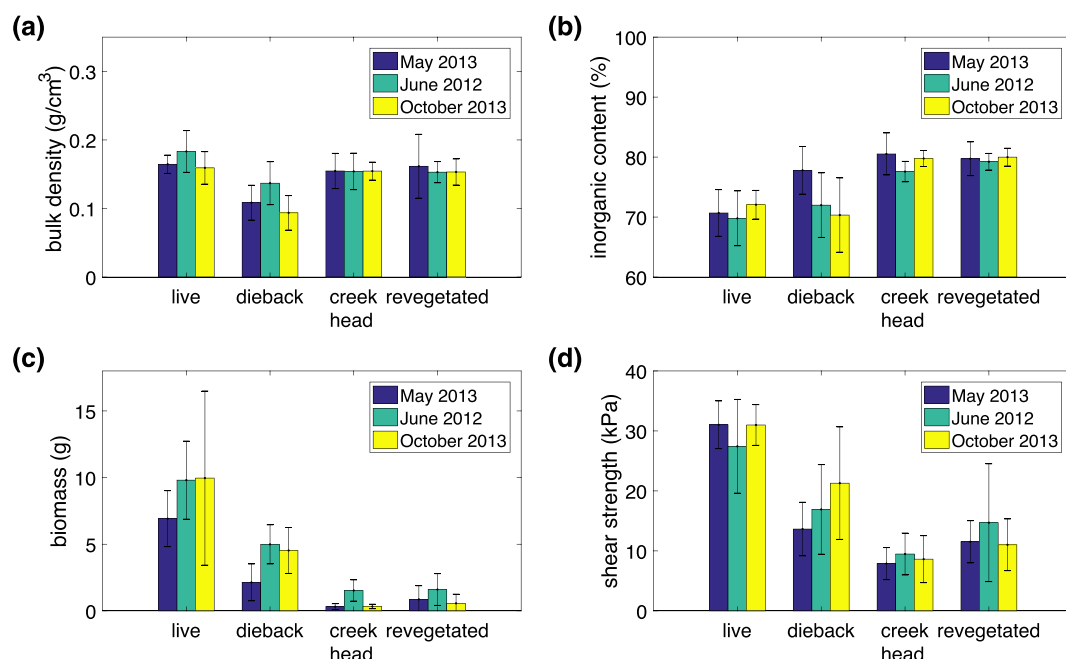 (a)
bulk density (g/cm3)
0.3
0.2
0.1
0
May 2013
June 2012
October 2013
live dieback creek revegetated
head
(b)
inorganic content (%)
100
90
80
70
60
May 2013
June 2012
October 2013
live dieback creek revegetated
head
(c)
biomass (g)
15
10
5
0
May 2013
June 2012
October 2013
live dieback creek revegetated
head
(d)
shear strength (kPa)
40
30
20
10
0
May 2013
June 2012
October 2013
live dieback creek revegetated
head